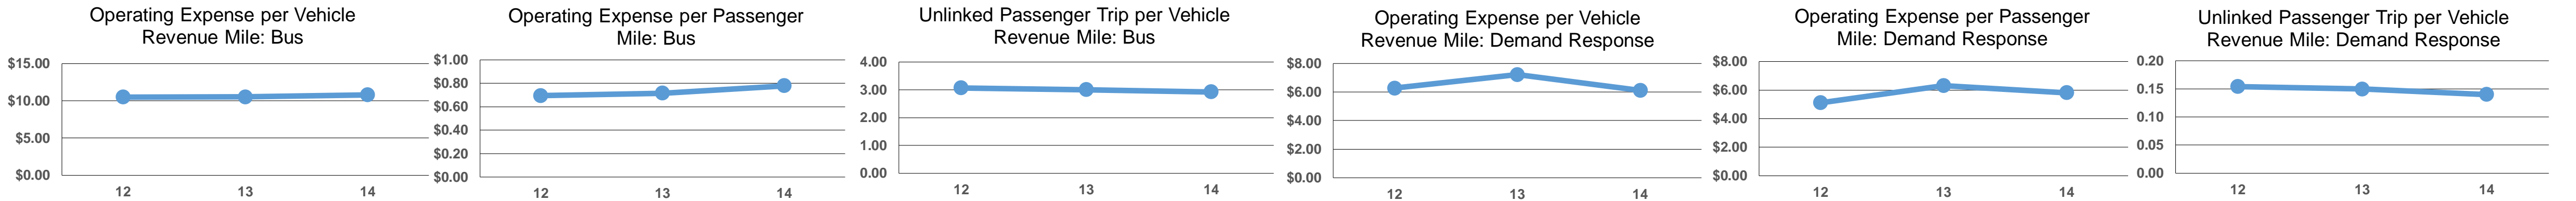 Operating Expense per Vehicle
Revenue Mile: Bus
$15.00
$10.00
$5.00
$0.00
12 13 14
Operating Expense per Passenger
Mile: Bus
$1.00
$0.80
$0.60
$0.40
$0.20
$0.00
12 13 14
Unlinked Passenger Trip per Vehicle
Revenue Mile: Bus
4.00
3.00
2.00
1.00
0.00
12 13 14
Operating Expense per Vehicle
Revenue Mile: Demand Response
$8.00
$6.00
$4.00
$2.00
$0.00
12 13 14
Operating Expense per Passenger
Mile: Demand Response
$8.00
$6.00
$4.00
$2.00
$0.00
12 13 14
Unlinked Passenger Trip per Vehicle
Revenue Mile: Demand Response
0.20
0.15
0.10
0.05
0.00
12 13 14